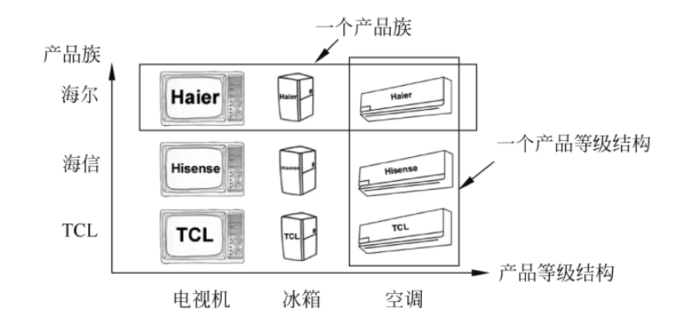 一个产品族
产品族
海尔 Haier Haier Haier
一个产品等级结构
海信 Hisense Hisense Hisense
TCL TCL TCL TCL
产品等级结构
电视机 冰箱 空调